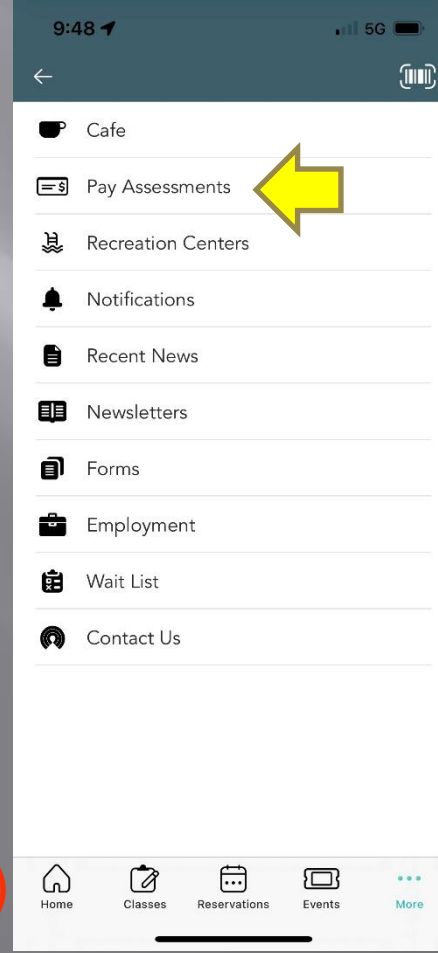 9:48 5G
Cafe
Pay Assessments
Recreation Centers
Notifications
Recent News
Newsletters
Forms
Employment
Wait List
Contact Us
Home Classes Reservations Events More